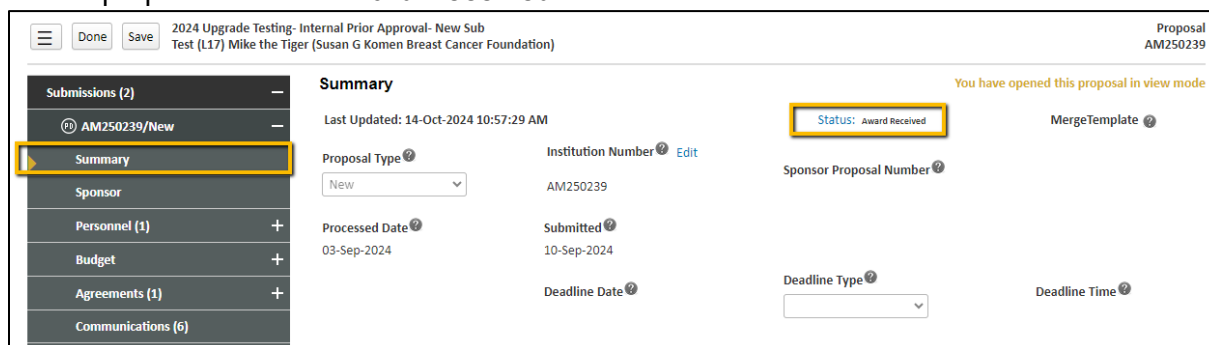 Done Save 2024 Upgrade Testing- Internal Prior Approval- New Sub
Test (L17) Mike the Tiger (Susan G Komen Breast Cancer Foundation)
Proposal
AM250239
Submissions (2)
AM250239/New
Summary
Sponsor
Personnel (1)
Budget
Agreements (1)
Communications (6)
Summary
You have opened this proposal in view mode
Last Updated: 14-Oct-2024 10:57:29 AM
Status: Award Received
MergeTemplate
Proposal Type
Institution Number Edit
Sponsor Proposal Number
New
AM250239
Processed Date
Submitted
03-Sep-2024
10-Sep-2024
Deadline Date
Deadline Type
Deadline Time